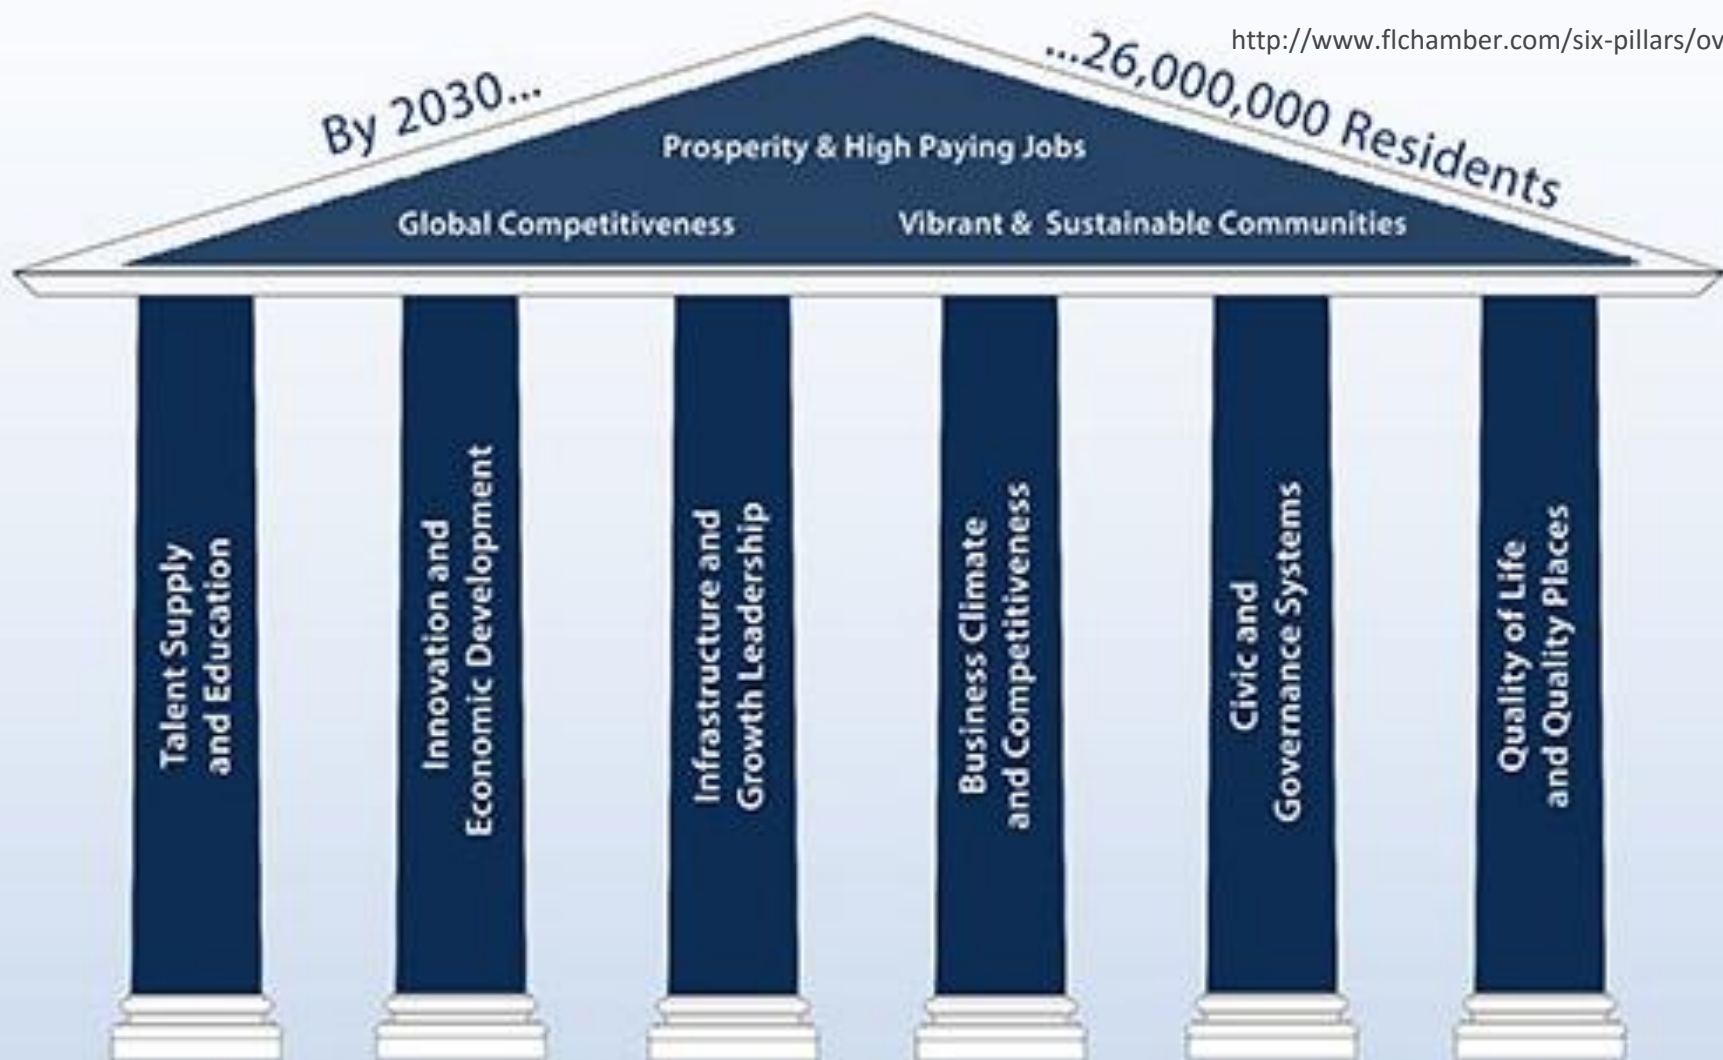 http://www.flchamber.com/six-pillars/ov
By 2030...
...26,000,000 Residents
Prosperity & High Paying Jobs
Global Competitiveness
Vibrant & Sustainable Communities
Talent Supply
and Education
Innovation and
Economic Development
Infrastructure and
Growth Leadership
Business Climate
and Competitiveness
Civic and
Governance Systems
Quality of Life
and Quality Places